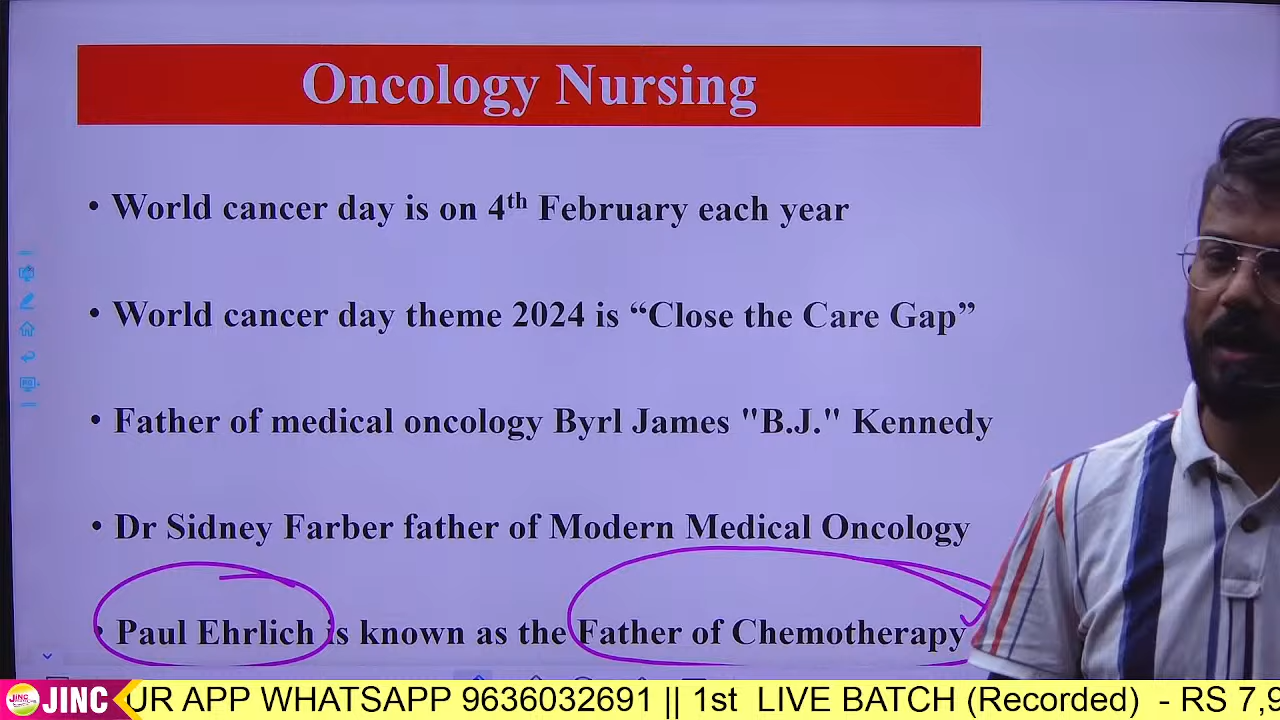 Oncology Nursing
• World cancer day is on 4th February each year
• World cancer day theme 2024 is “Close the Care Gap”
• Father of medical oncology Byrl James "B.J." Kennedy
• Dr Sidney Farber father of Modern Medical Oncology
• Paul Ehrlich is known as the Father of Chemotherapy
JINC UR APP WHATSAPP 9636032691 || 1st LIVE BATCH (Recorded) - RS 7,9